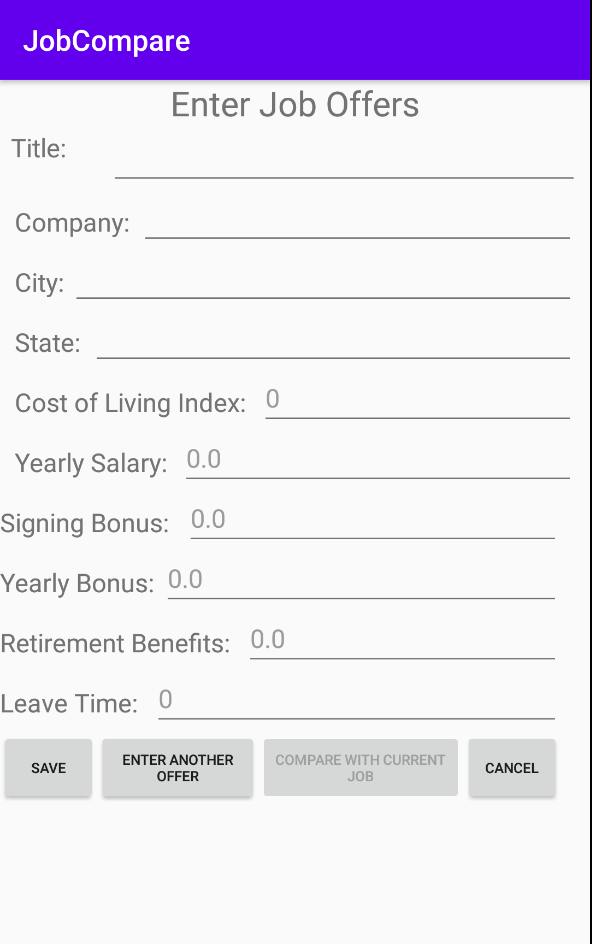 JobCompare
Enter Job Offers
Title:
Company:
City:
State:
Cost of Living Index: 0
Yearly Salary: 0.0
Signing Bonus: 0.0
Yearly Bonus: 0.0
Retirement Benefits: 0.0
Leave Time: 0
SAVE
ENTER ANOTHER
OFFER
COMPARE WITH CURRENT
JOB
CANCEL